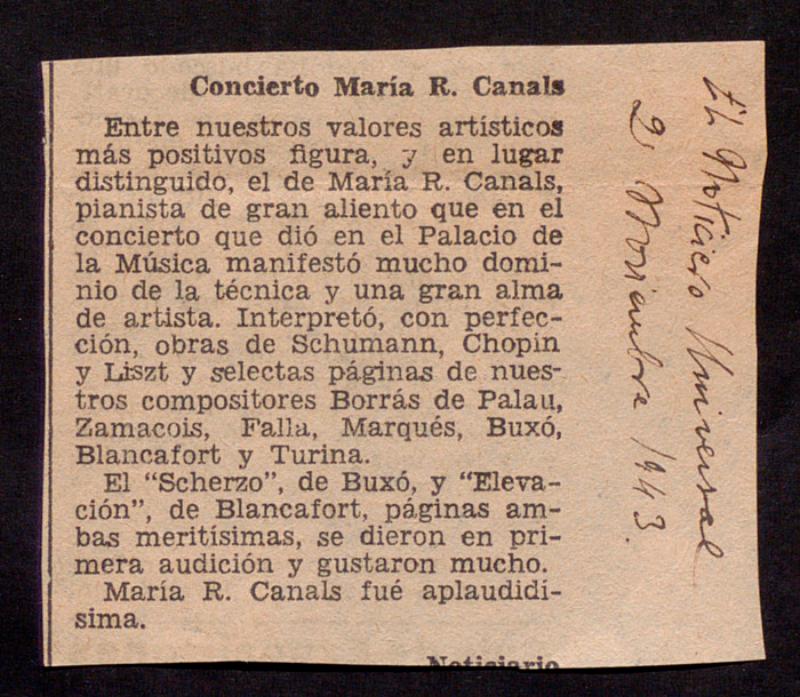 Concierto María R. Canals
Entre nuestros valores artísticos
más positivos figura, y en lugar
distinguido, el de María R. Canals,
pianista de gran aliento que en el
concierto que dió en el Palacio de
la Música manifestó mucho domi-
nio de la técnica y una gran alma
de artista. Interpretó, con perfec-
ción, obras de Schumann, Chopin
y Liszt y selectas páginas de nues-
tros compositores Borrás de Palau,
Zamacois, Falla, Marqués, Buxó,
Blancafort y Turina.
El "Scherzo", de Buxó, y "Eleva-
ción", de Blancafort, páginas am-
bas meritísimas, se dieron en pri-
mera audición y gustaron mucho.
María R. Canals fué aplaudidí-
sima.
Noticiario
El Noticiero Universal
2 Noviembre 1943.